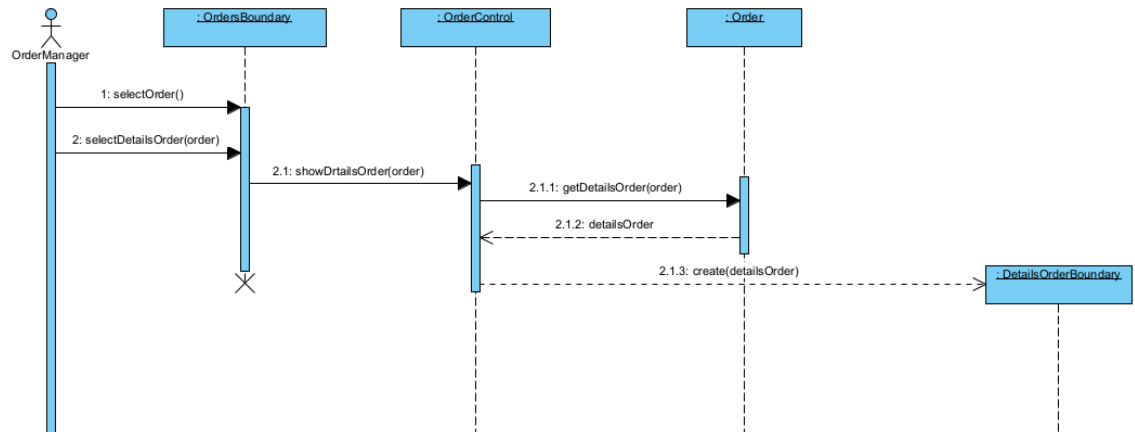 : OrdersBoundary
: OrderControl
: Order
OrderManager
1: selectOrder()
2: selectDetailsOrder(order)
2.1: showDrtailsOrder(order)
2.1.1: getDetailsOrder(order)
2.1.2: detailsOrder
2.1.3: create(detailsOrder)
: DetailsOrderBoundary